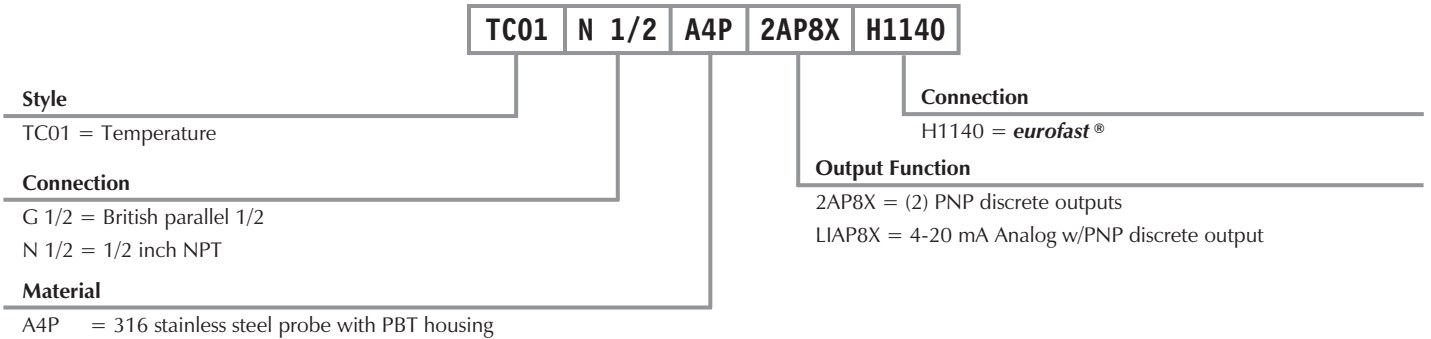 TC01 N 1/2 A4P 2AP8X H1140
Style
TC01 = Temperature
Connection
G 1/2 = British parallel 1/2
N 1/2 = 1/2 inch NPT
Material
A4P = 316 stainless steel probe with PBT housing
Connection
H1140 = eurofast ®
Output Function
2AP8X = (2) PNP discrete outputs
LIAP8X = 4-20 mA Analog w/PNP discrete output